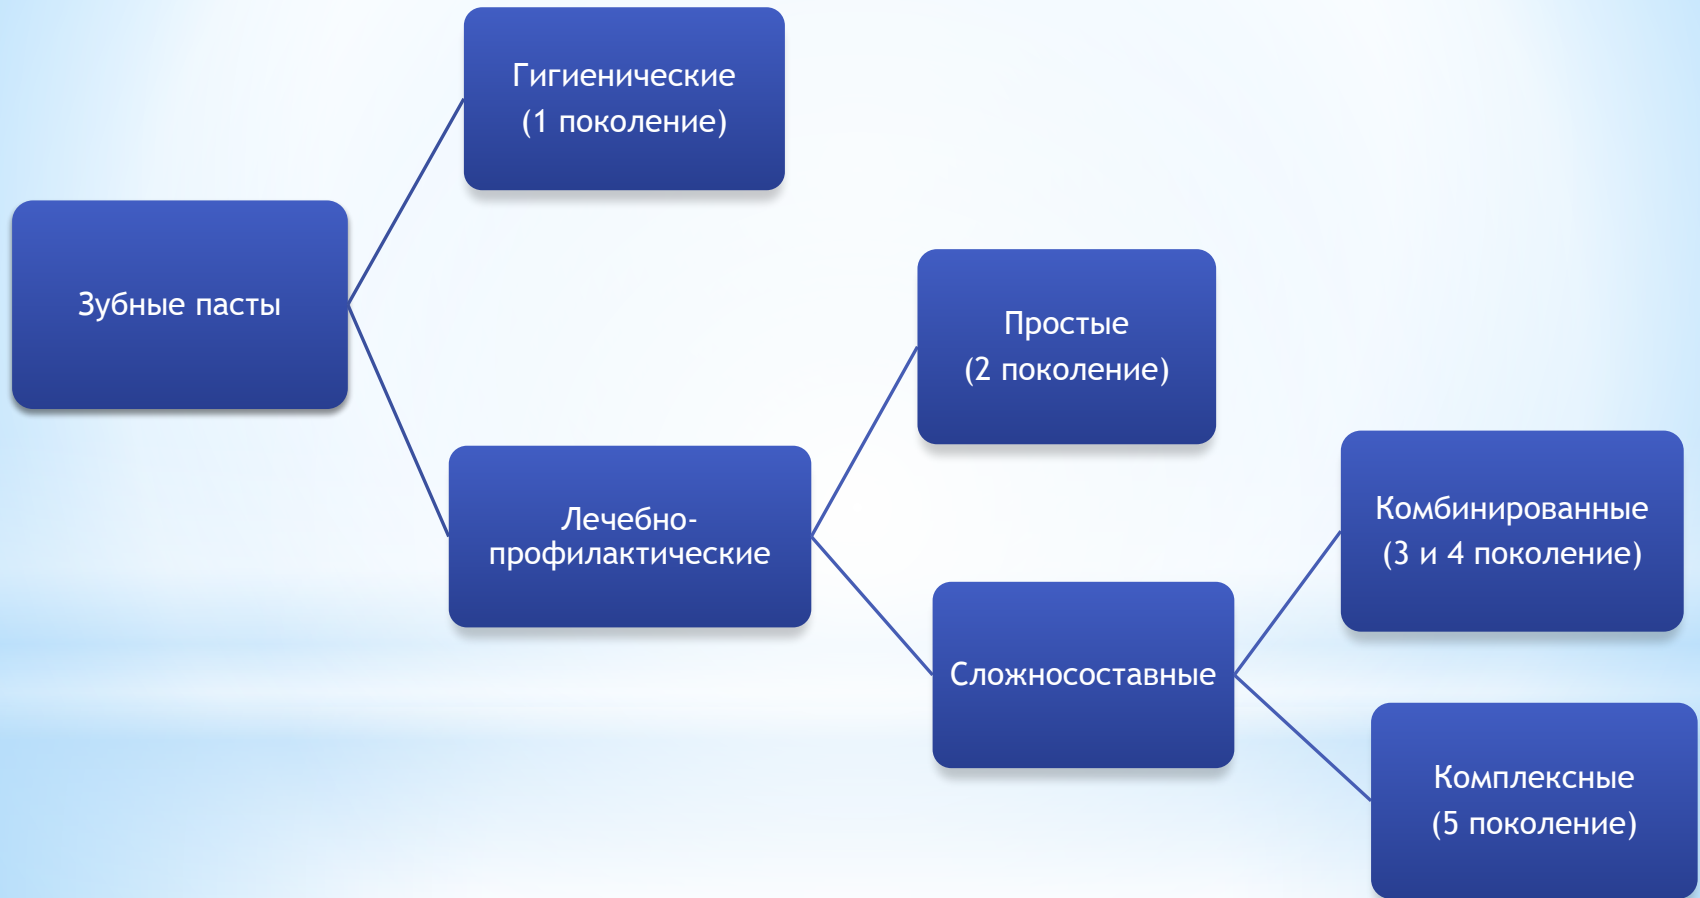 Гигиенические
(1 поколение)
Зубные пасты
Простые
(2 поколение)
Лечебно-
профилактические
Комбинированные
(3 и 4 поколение)
Сложносоставные
Комплексные
(5 поколение)